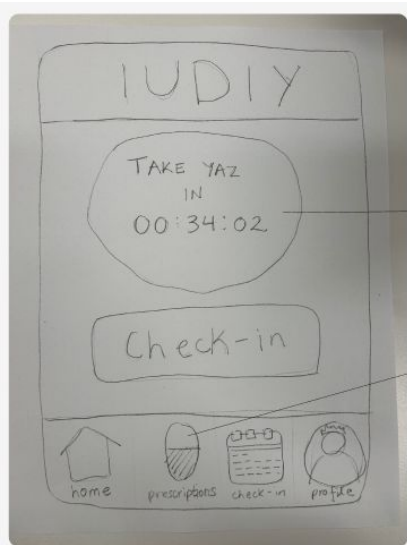 IUDIY
TAKE YAZ
IN
00:34:02
Check-in
home prescriptions check-in profile